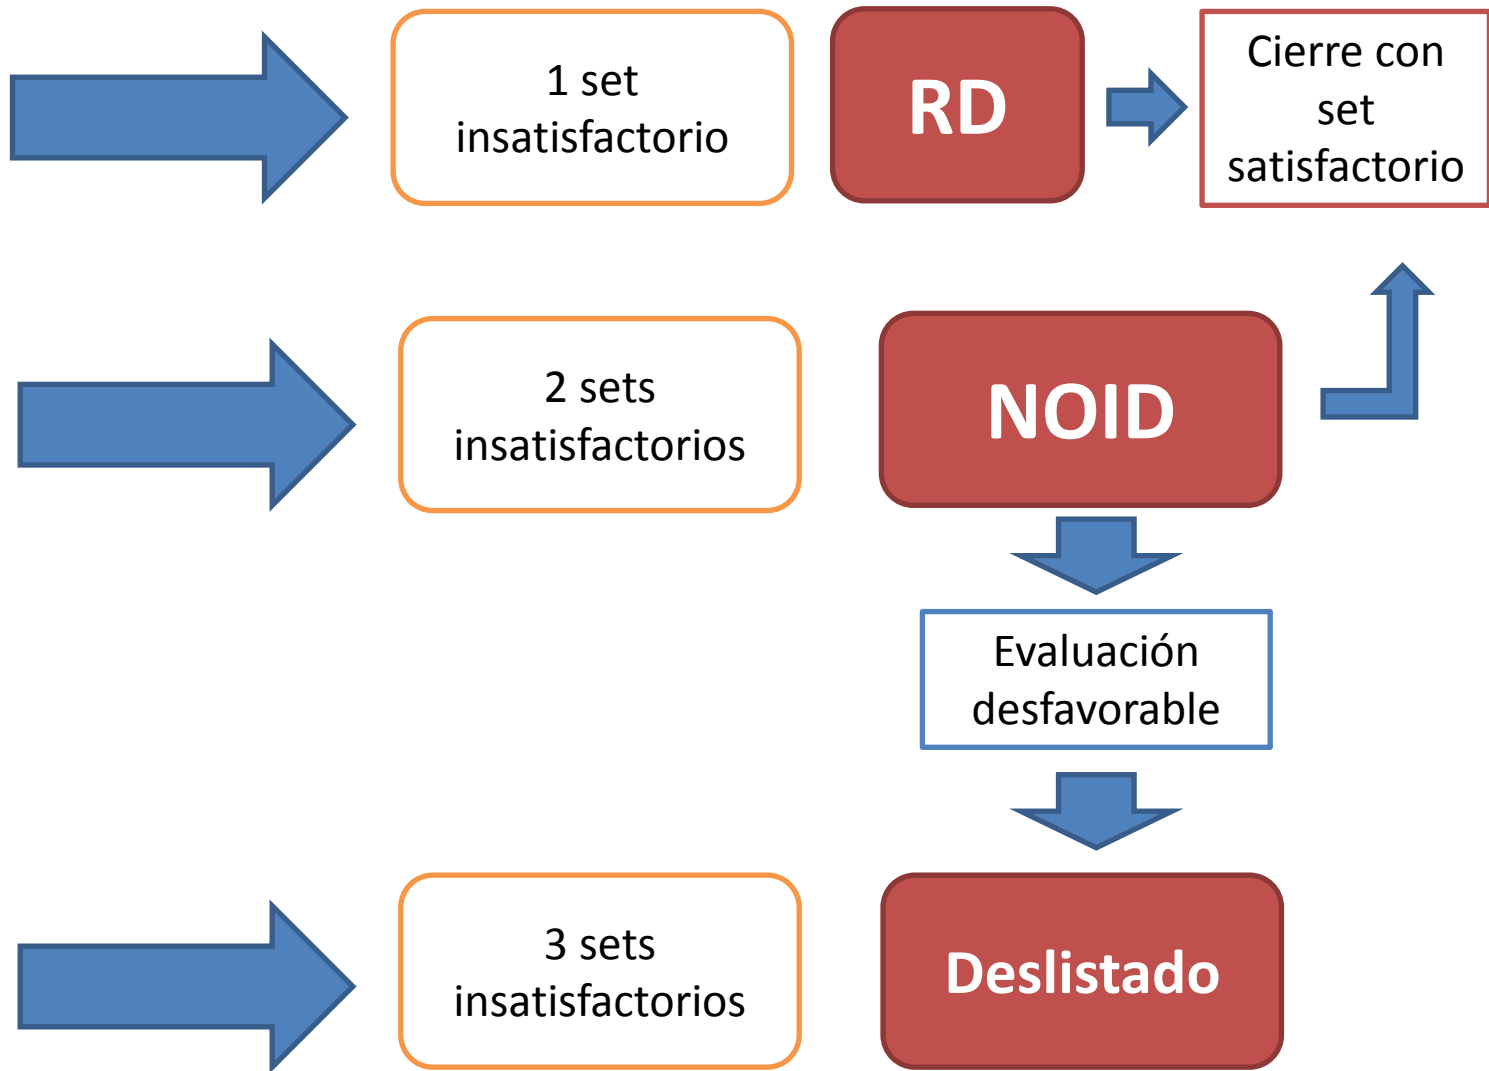 1 set
insatisfactorio
RD
Cierre con
set
satisfactorio
2 sets
insatisfactorios
NOID
Evaluación
desfavorable
3 sets
insatisfactorios
Deslistado